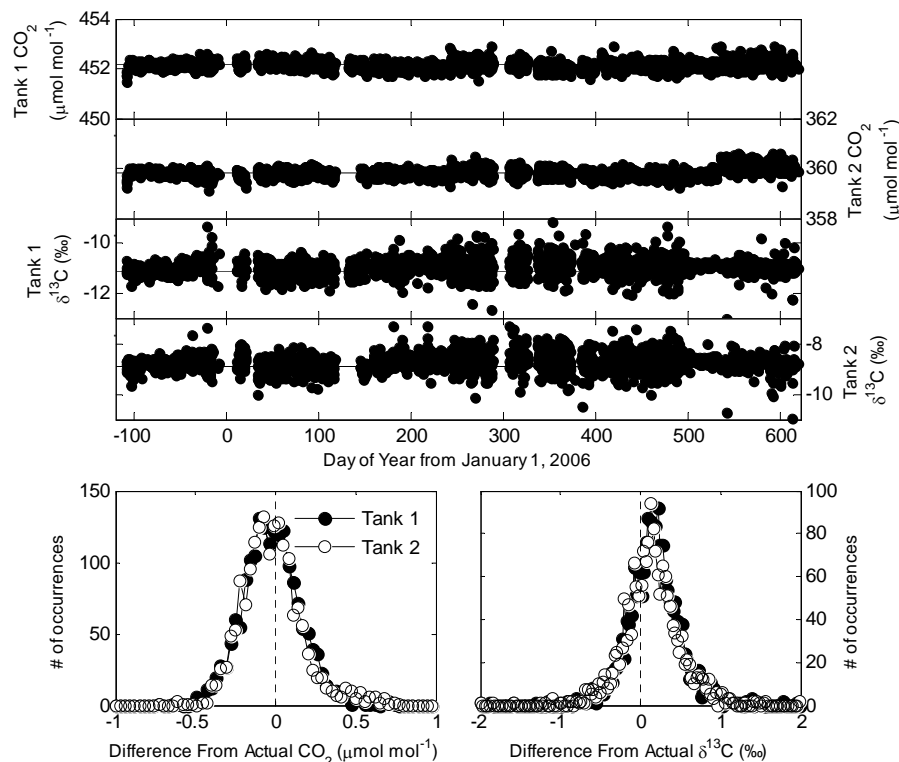 Tank 1 CO2
(μmol mol-1)
454
452
450
362
360
358
Tank 2 CO2
(μmol mol-1)
Tank 1
δ13C (‰)
-10
-12
-8
-10
Tank 2
δ13C (‰)
-100 0 100 200 300 400 500 600
Day of Year from January 1, 2006
# of occurrences
150
100
50
0
Tank 1
Tank 2
-1 -0.5 0 0.5 1
Difference From Actual CO2 (μmol mol-1)
100
80
60
40
20
0
# of occurrences
-2 -1 0 1 2
Difference From Actual δ13C (‰)